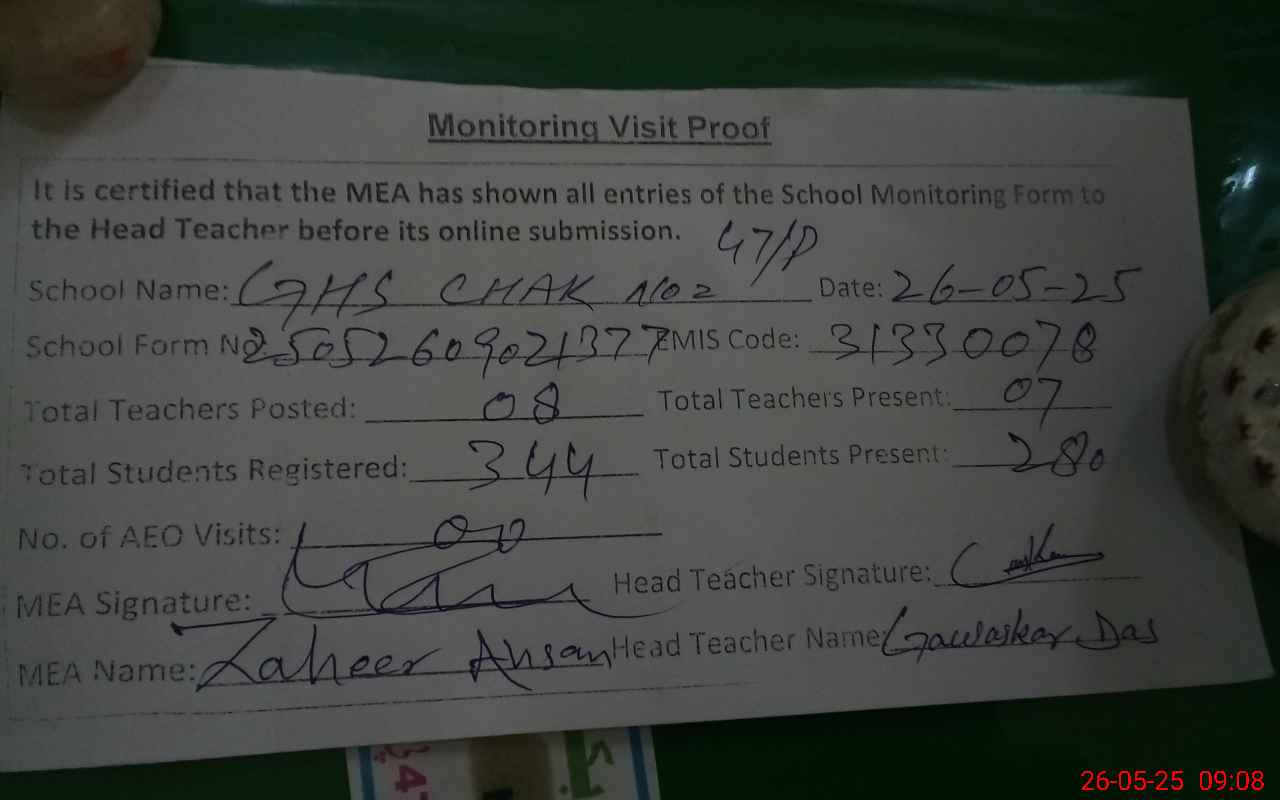 Monitoring Visit Proof
It is certified that the MEA has shown all entries of the School Monitoring Form to
the Head Teacher before its online submission.
47/P
School Name: GHS CHAK NO2 Date: 26-05-25
School Form No 25052609021377 EMIS Code: 31330078
Total Teachers Posted: 08 Total Teachers Present: 07
Total Students Registered: 344 Total Students Present: 280
No. of AEO Visits: 00
MEA Signature: Head Teacher Signature:
MEA Name: Zaheer Ahsan Head Teacher Name Gawaskar Das
347
26-05-25 09:08